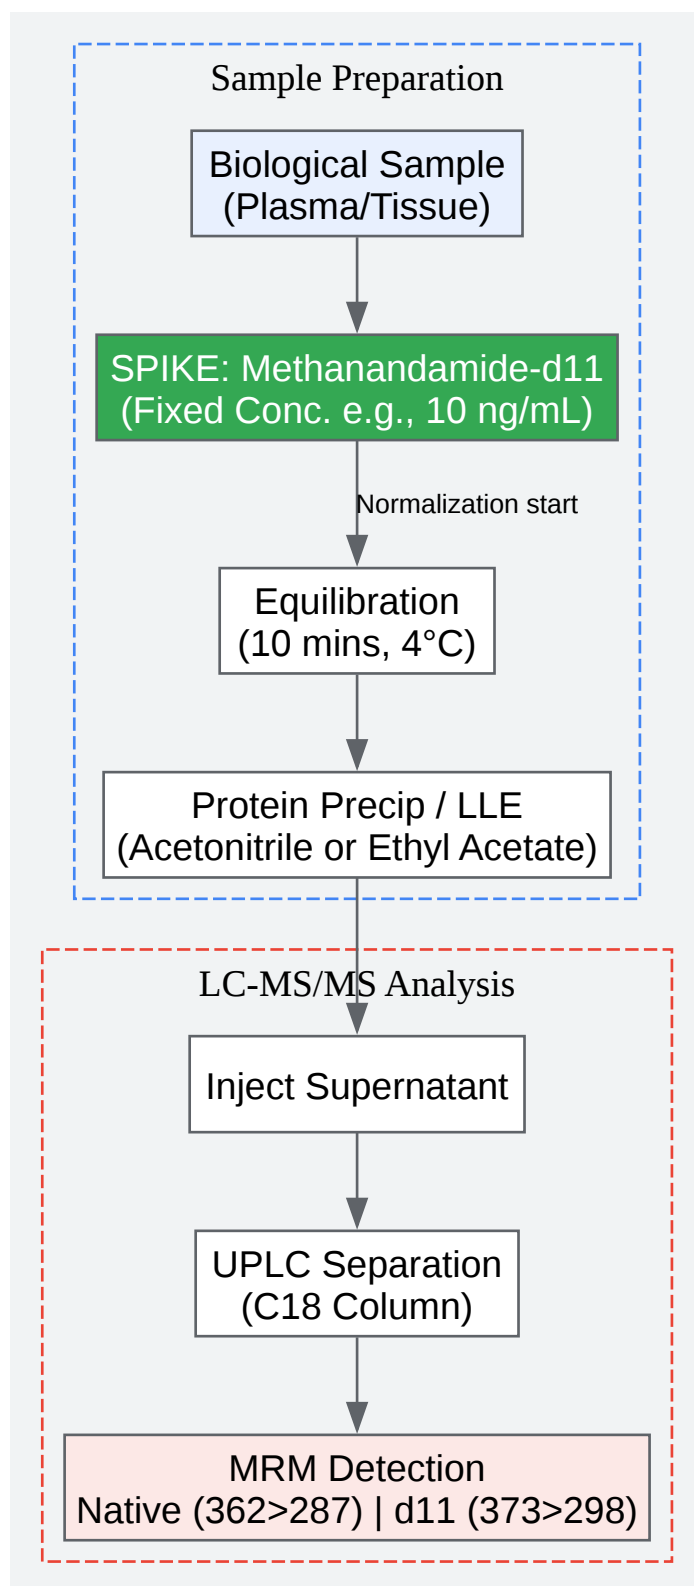 Sample Preparation
Biological Sample
(Plasma/Tissue)
SPIKE: Methanandamide-d11
(Fixed Conc. e.g., 10 ng/mL)
Normalization start
Equilibration
(10 mins, 4°C)
Protein Precip / LLE
(Acetonitrile or Ethyl Acetate)
LC-MS/MS Analysis
Inject Supernatant
UPLC Separation
(C18 Column)
MRM Detection
Native (362>287) | d11 (373>298)